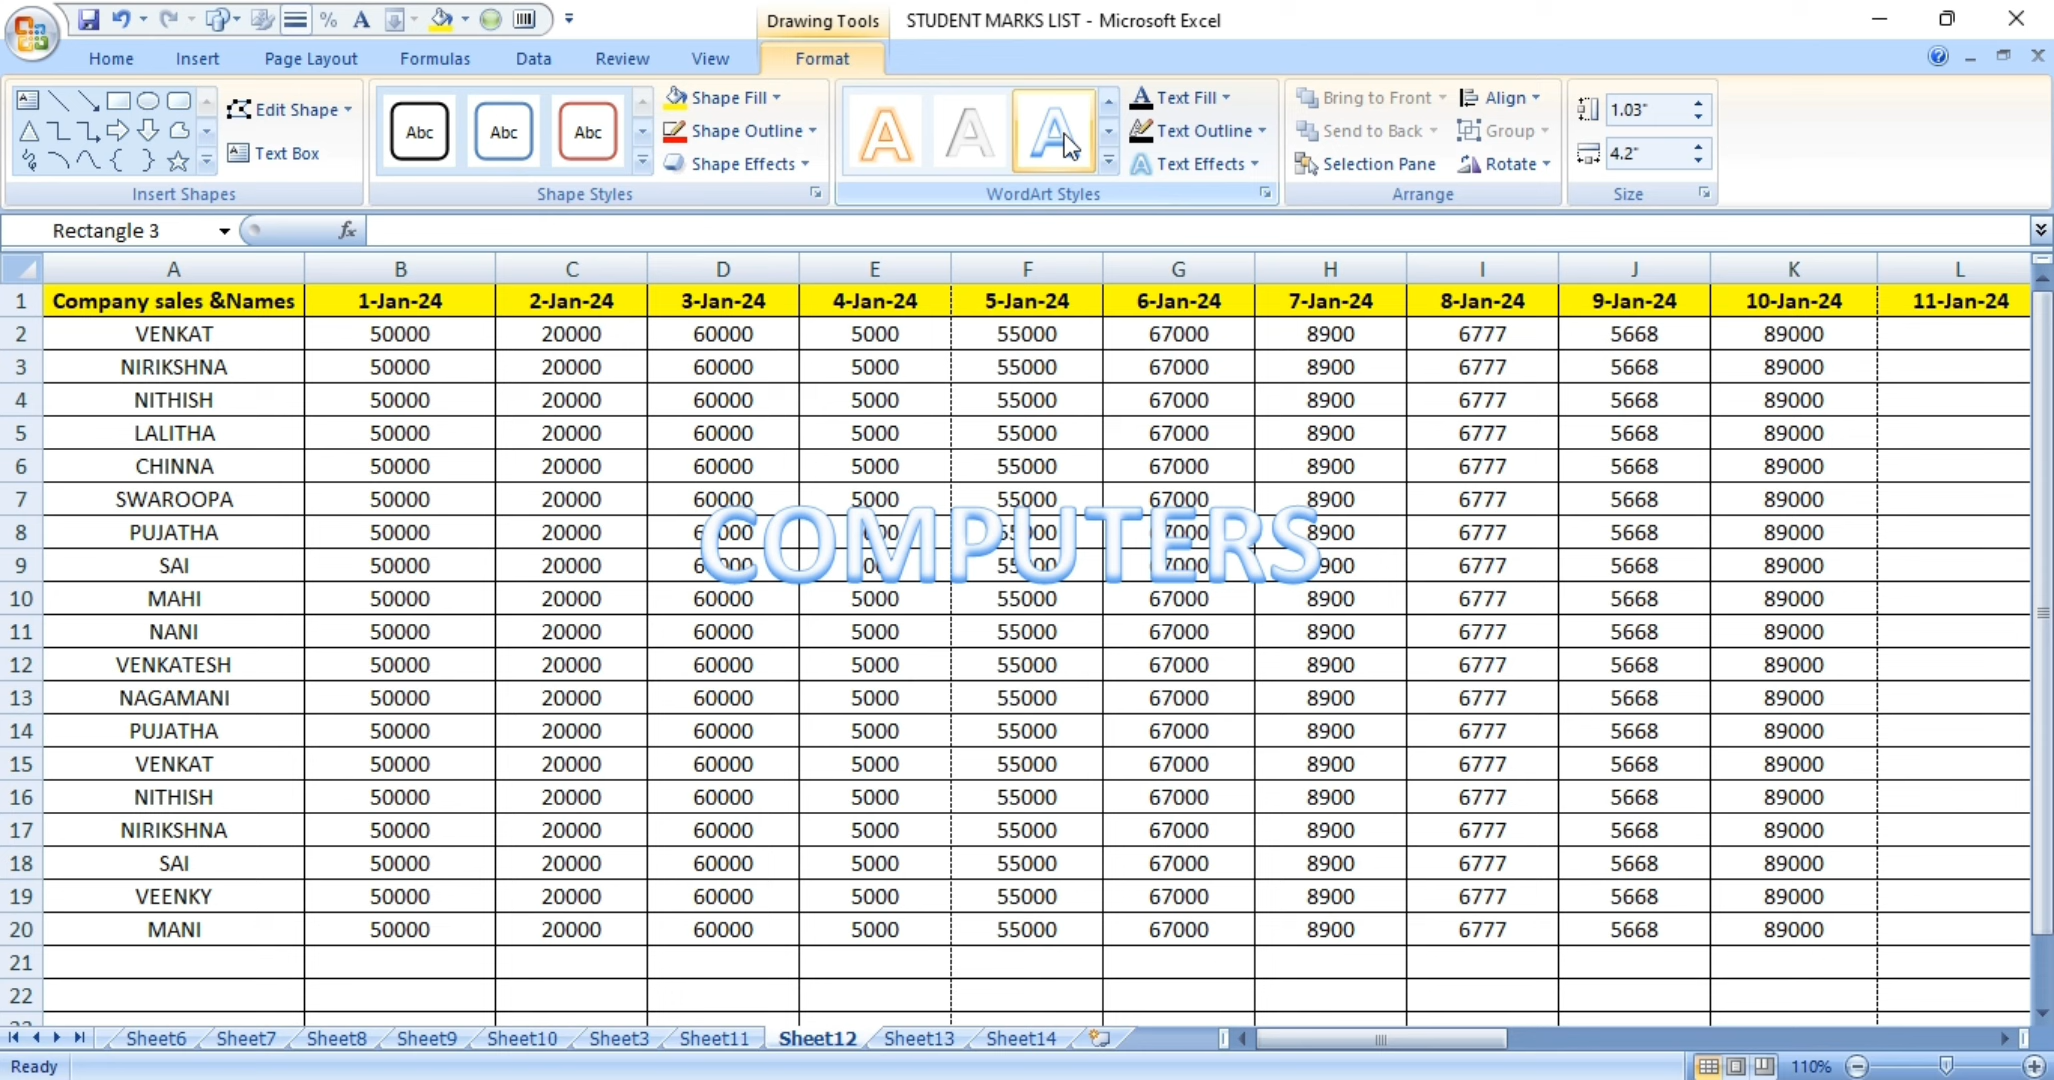 Drawing Tools STUDENT MARKS LIST - Microsoft Excel
Home Insert Page Layout Formulas Data Review View Format
Edit Shape
Text Box
Insert Shapes
Abc Abc Abc
Shape Fill
Shape Outline
Shape Effects
Shape Styles
A A A
Text Fill
Text Outline
Text Effects
WordArt Styles
Bring to Front
Send to Back
Selection Pane
Align
Group
Rotate
Arrange
1.03"
4.2"
Size
Rectangle 3 fx
A B C D E F G H I J K L
1 Company sales &Names 1-Jan-24 2-Jan-24 3-Jan-24 4-Jan-24 5-Jan-24 6-Jan-24 7-Jan-24 8-Jan-24 9-Jan-24 10-Jan-24 11-Jan-24
2 VENKAT 50000 20000 60000 5000 55000 67000 8900 6777 5668 89000
3 NIRIKSHNA 50000 20000 60000 5000 55000 67000 8900 6777 5668 89000
4 NITHISH 50000 20000 60000 5000 55000 67000 8900 6777 5668 89000
5 LALITHA 50000 20000 60000 5000 55000 67000 8900 6777 5668 89000
6 CHINNA 50000 20000 60000 5000 55000 67000 8900 6777 5668 89000
7 SWAROOPA 50000 20000 60000 5000 55000 67000 8900 6777 5668 89000
COMPUTERS
8 PUJATHA 50000 20000 8900 6777 5668 89000
9 SAI 50000 20000 6777 5668 89000
10 MAHI 50000 20000 60000 5000 55000 67000 8900 6777 5668 89000
11 NANI 50000 20000 60000 5000 55000 67000 8900 6777 5668 89000
12 VENKATESH 50000 20000 60000 5000 55000 67000 8900 6777 5668 89000
13 NAGAMANI 50000 20000 60000 5000 55000 67000 8900 6777 5668 89000
14 PUJATHA 50000 20000 60000 5000 55000 67000 8900 6777 5668 89000
15 VENKAT 50000 20000 60000 5000 55000 67000 8900 6777 5668 89000
16 NITHISH 50000 20000 60000 5000 55000 67000 8900 6777 5668 89000
17 NIRIKSHNA 50000 20000 60000 5000 55000 67000 8900 6777 5668 89000
18 SAI 50000 20000 60000 5000 55000 67000 8900 6777 5668 89000
19 VEENKY 50000 20000 60000 5000 55000 67000 8900 6777 5668 89000
20 MANI 50000 20000 60000 5000 55000 67000 8900 6777 5668 89000
21
22
Sheet6 Sheet7 Sheet8 Sheet9 Sheet10 Sheet3 Sheet11 Sheet12 Sheet13 Sheet14
Ready 110%